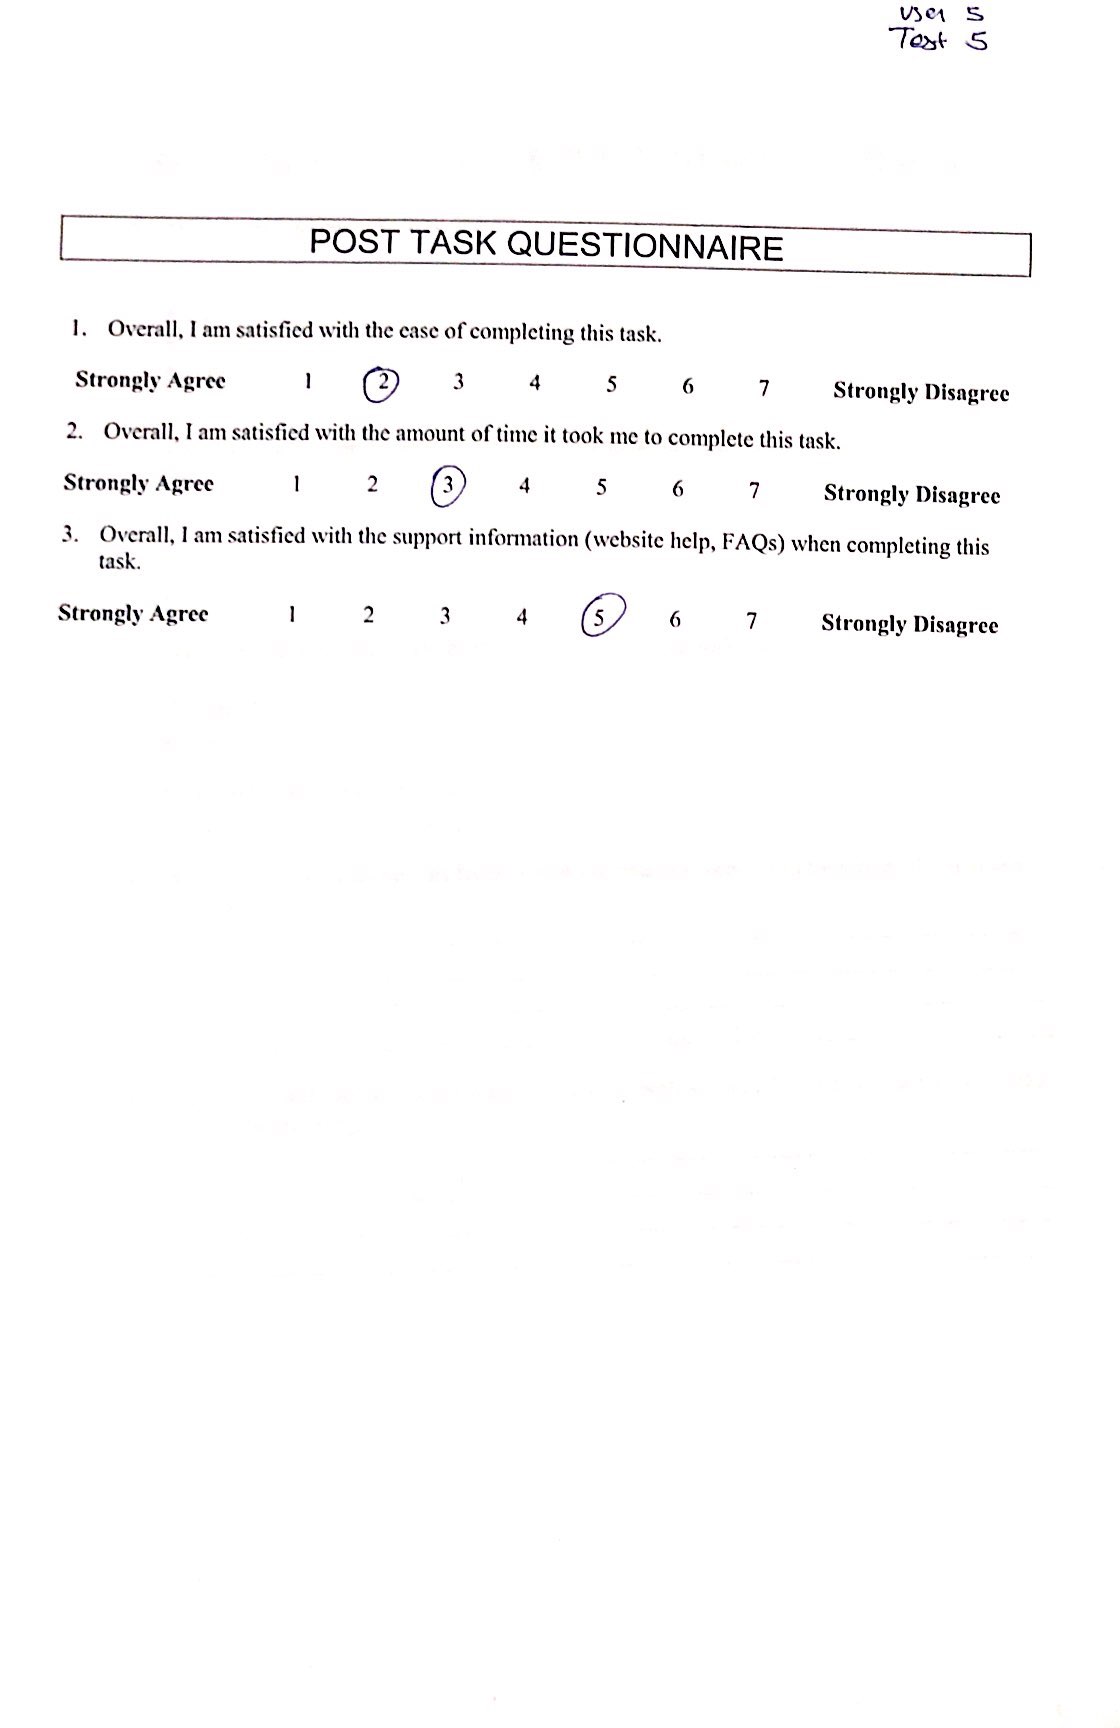 User 5
Test 5
POST TASK QUESTIONNAIRE
1. Overall, I am satisfied with the ease of completing this task.
Strongly Agree 1 2 3 4 5 6 7 Strongly Disagree
2. Overall, I am satisfied with the amount of time it took me to complete this task.
Strongly Agree 1 2 3 4 5 6 7 Strongly Disagree
3. Overall, I am satisfied with the support information (website help, FAQs) when completing this
task.
Strongly Agree 1 2 3 4 5 6 7 Strongly Disagree